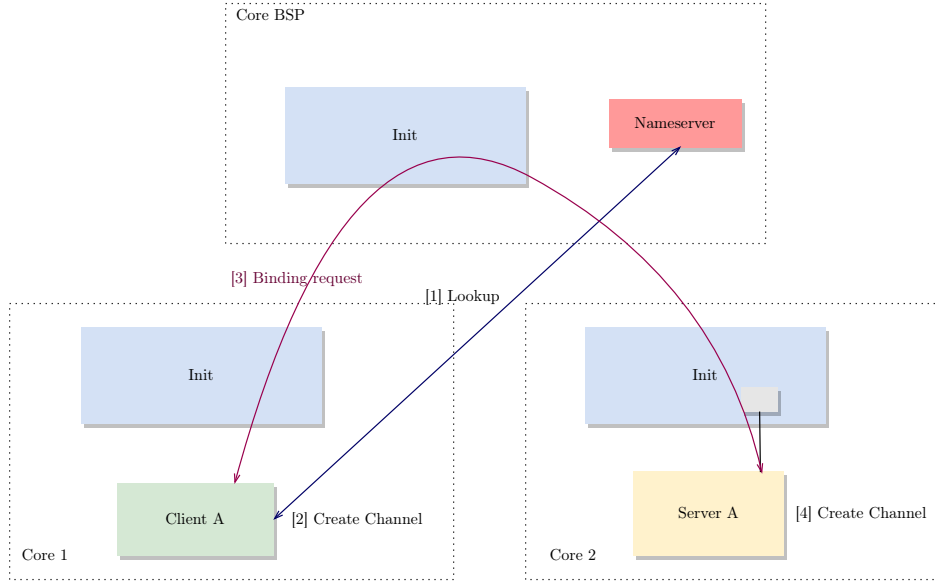 Core BSP
Init
Nameserver
[3] Binding request
[1] Lookup
Init
Init
Client A
[2] Create Channel
Server A
[4] Create Channel
Core 1
Core 2